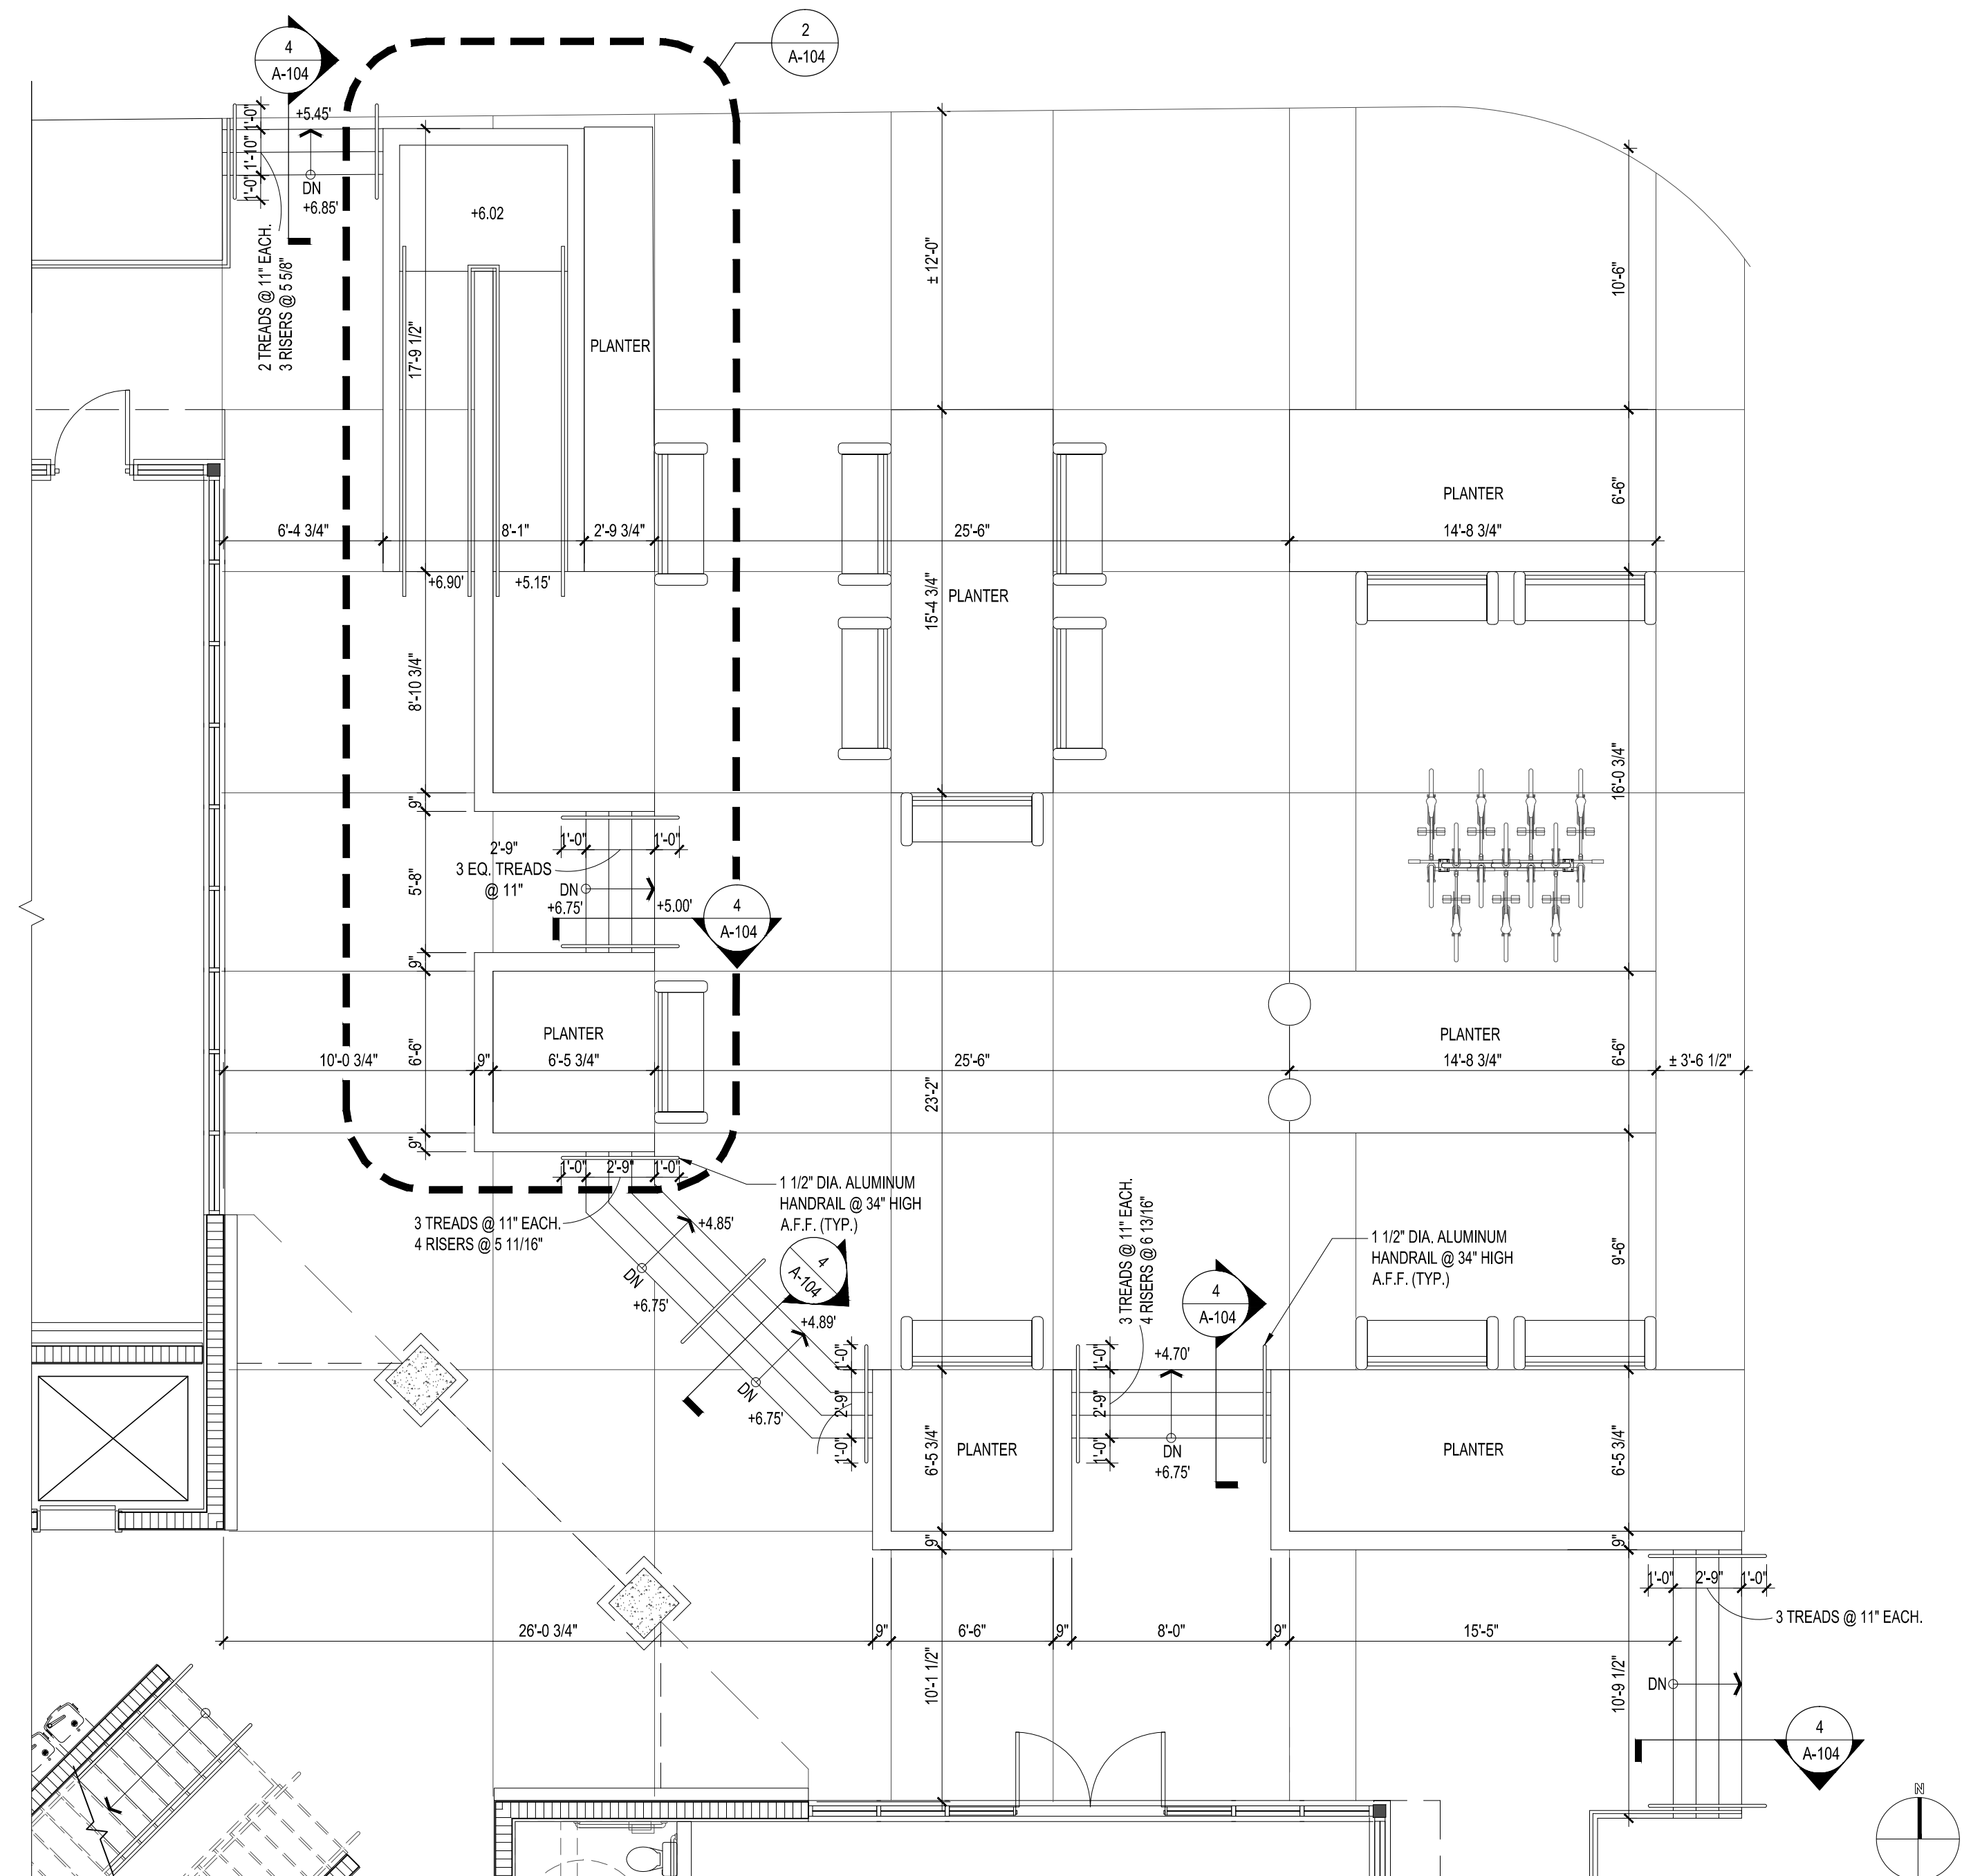 4
A-104
2
A-104
1'-0"
1'-10"
1'-0"
+5.45'
DN
+6.85'
2 TREADS @ 11" EACH.
3 RISERS @ 5 5/8"
+6.02
17'-9 1/2"
PLANTER
± 12'-0"
10'-6"
PLANTER
6'-6"
6'-4 3/4"
8'-1"
2'-9 3/4"
25'-6"
14'-8 3/4"
+6.90'
+5.15'
15'-4 3/4"
PLANTER
8'-10 3/4"
16'-0 3/4"
9"
2'-9"
3 EQ. TREADS
@ 11"
1'-0"
1'-0"
5'-8"
DN
+6.75'
+5.00'
4
A-104
9"
PLANTER
PLANTER
6'-6"
10'-0 3/4"
9"
6'-5 3/4"
25'-6"
14'-8 3/4"
6'-6"
± 3'-6 1/2"
23'-2"
9"
1'-0"
2'-9"
1'-0"
1 1/2" DIA. ALUMINUM
HANDRAIL @ 34" HIGH
A.F.F. (TYP.)
3 TREADS @ 11" EACH.
4 RISERS @ 5 11/16"
+4.85'
DN
+6.75'
4
A-104
+4.89'
DN
+6.75'
3 TREADS @ 11" EACH.
4 RISERS @ 6 13/16"
4
A-104
1 1/2" DIA. ALUMINUM
HANDRAIL @ 34" HIGH
A.F.F. (TYP.)
9'-6"
1'-0"
2'-9"
1'-0"
1'-0"
2'-9"
1'-0"
+4.70'
DN
+6.75'
6'-5 3/4"
PLANTER
PLANTER
6'-5 3/4"
9"
9"
1'-0"
2'-9"
1'-0"
3 TREADS @ 11" EACH.
26'-0 3/4"
9"
6'-6"
9"
8'-0"
9"
15'-5"
10'-1 1/2"
10'-9 1/2"
DN
4
A-104
N